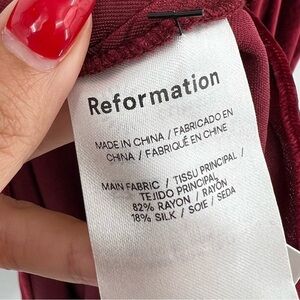 Reformation
MADE IN CHINA / FABRICADO EN
CHINA / FABRIQUÉ EN CHINE
MAIN FABRIC / TISSU PRINCIPAL /
TEJIDO PRINCIPAL
82% RAYON / RAYÓN
18% SILK / SOIE / SEDA